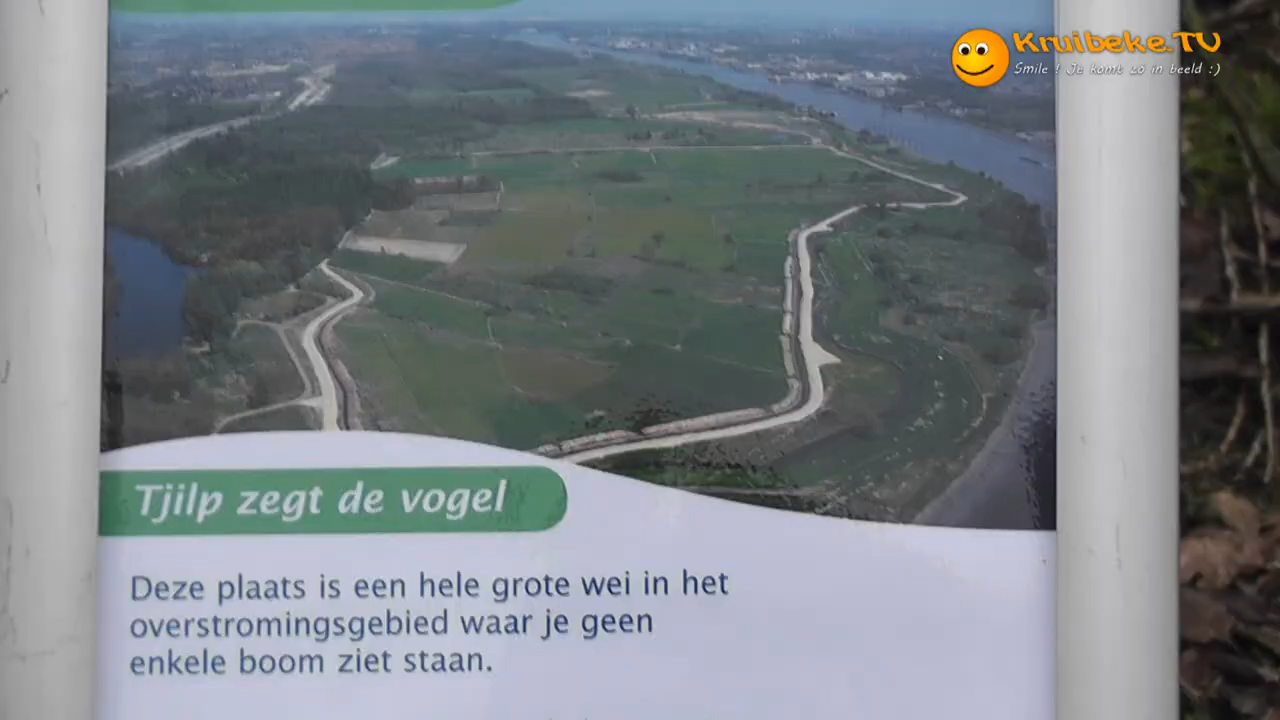 Kruibeke.TV
Smile ! Je komt zo in beeld :)
Tjilp zegt de vogel
Deze plaats is een hele grote wei in het
overstromingsgebied waar je geen
enkele boom ziet staan.